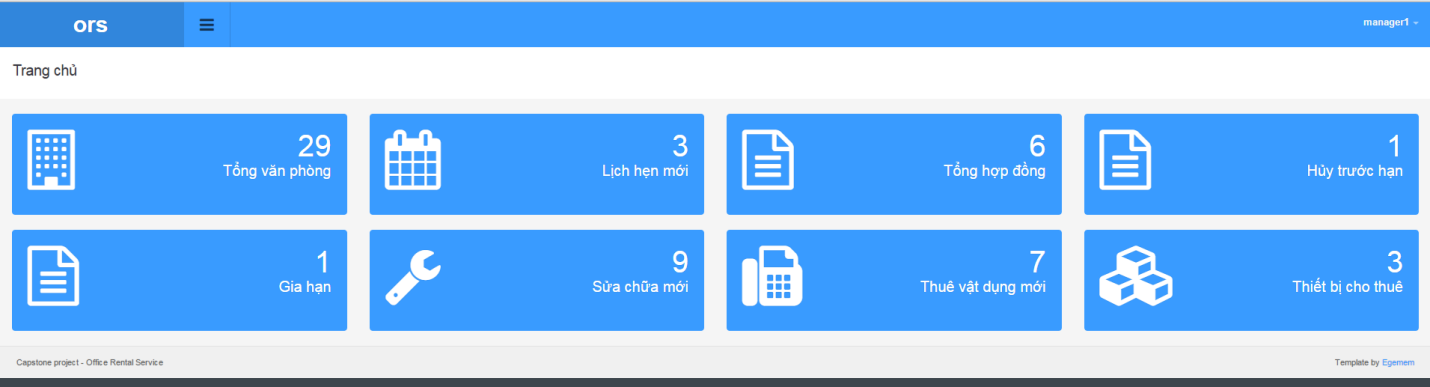 ors
manager1
Trang chủ
29
Tổng văn phòng
3
Lịch hẹn mới
6
Tổng hợp đồng
1
Hủy trước hạn
1
Gia hạn
9
Sửa chữa mới
7
Thuê vật dụng mới
3
Thiết bị cho thuê
Capstone project - Office Rental Service
Template by Egemem